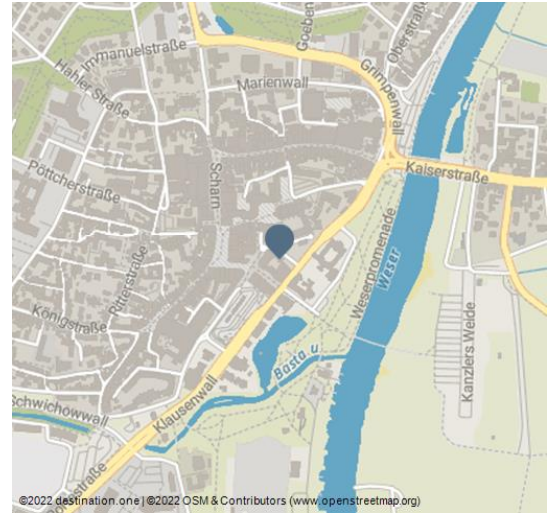 Immanuelstraße
Goeben
Oberstraße
Hahler Straße
Marienwall
Grimpenwall
Pöttcherstraße
Scharn
Kaiserstraße
Ritterstraße
Weserpromenade
Weser
Königstraße
Kanzlers Weide
Basta u
Schwichowwall
Klausenwall
©2022 destination.one | ©2022 OSM & Contributors (www.openstreetmap.org)